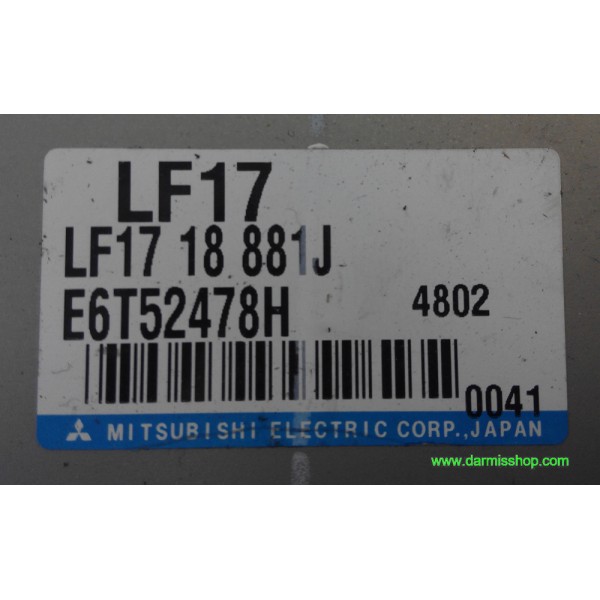 LF17
LF17 18 881J
E6T52478H 4802
0041
MITSUBISHI ELECTRIC CORP.,JAPAN
www.darmisshop.com